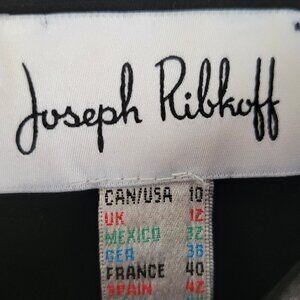 Joseph Ribkoff
CAN/USA 10
UK 12
MEXICO 32
GER 38
FRANCE 40
SPAIN 42